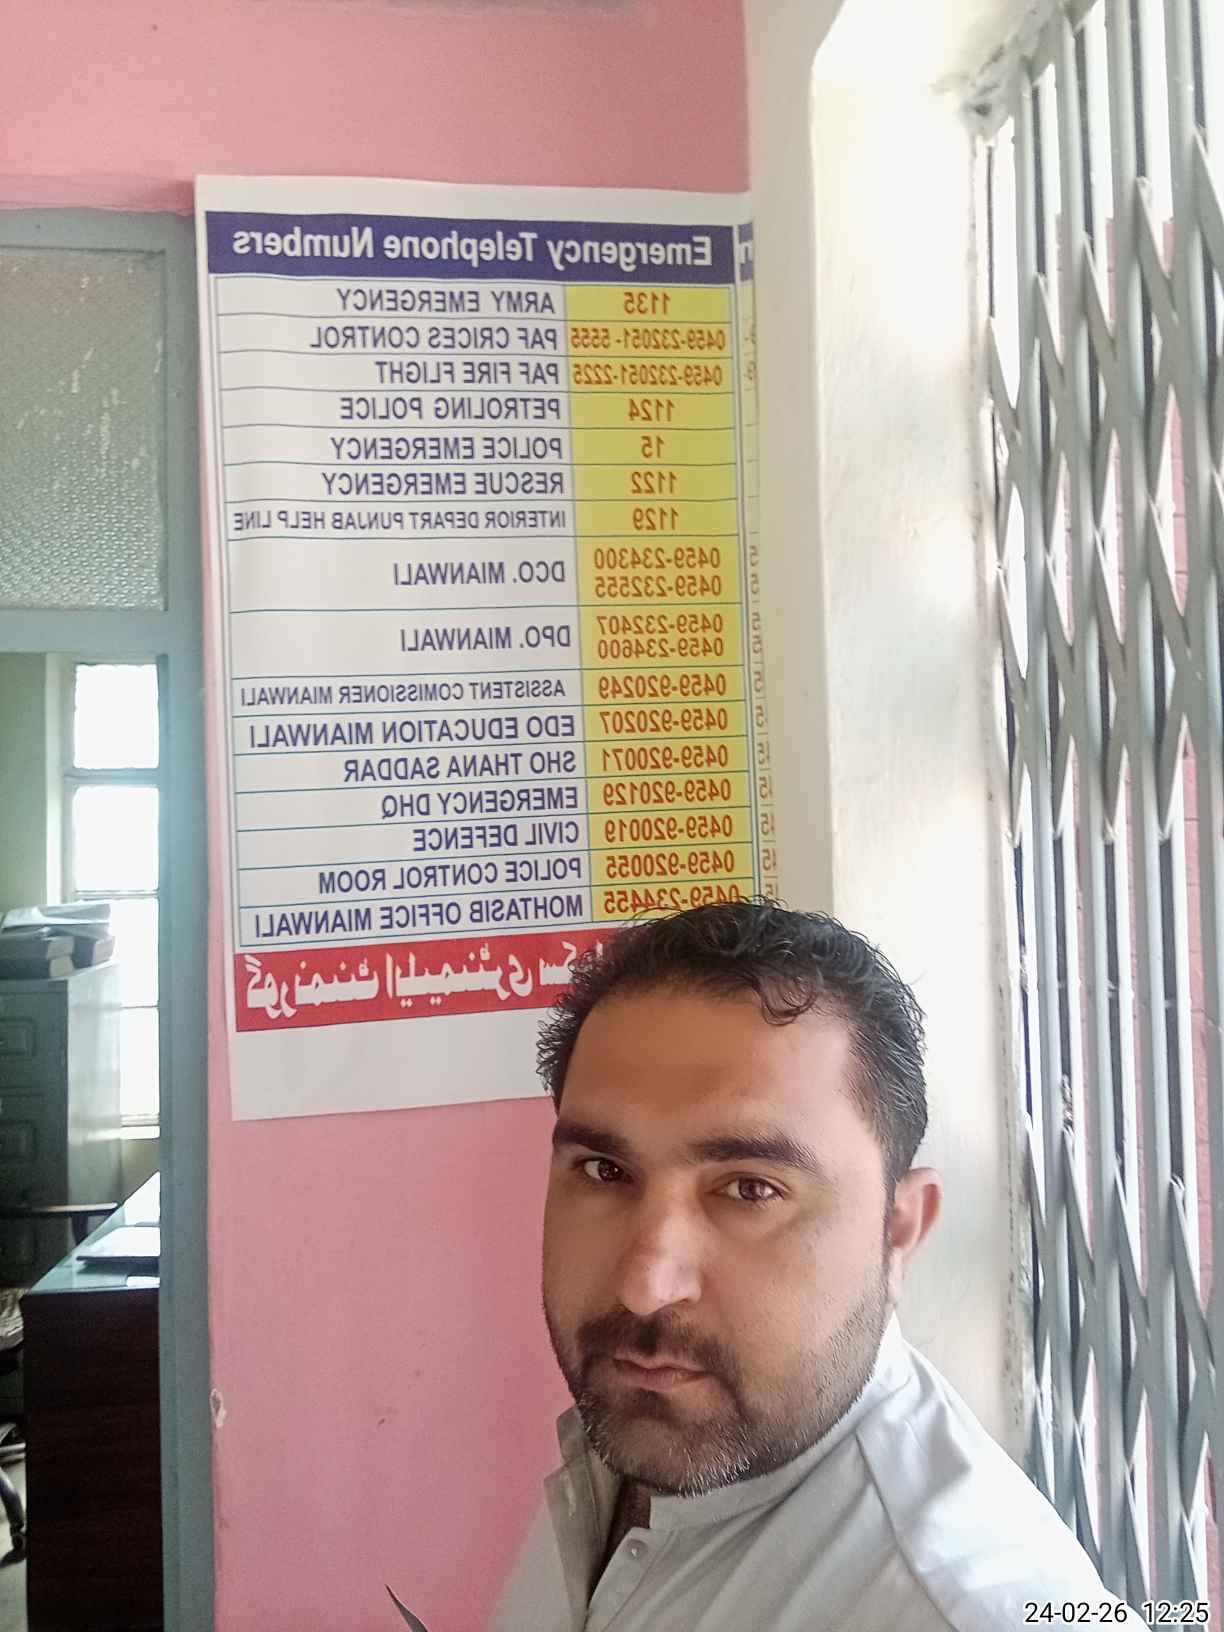 Emergency Telephone Numbers
ARMY EMERGENCY 1135
PAF CRICES CONTROL 0459-232051- 5555
PAF FIRE FLIGHT 0459-232051-2225
PETROLING POLICE 1124
POLICE EMERGENCY 15
RESCUE EMERGENCY 1122
INTERIOR DEPART PUNJAB HELP LINE 1129
DCO. MIANWALI 0459-234300
0459-232555
DPO. MIANWALI 0459-232407
0459-234600
ASSISTENT COMISSIONER MIANWALI 0459-920249
EDO EDUCATION MIANWALI 0459-920207
SHO THANA SADDAR 0459-920071
EMERGENCY DHQ 0459-920129
CIVIL DEFENCE 0459-920019
POLICE CONTROL ROOM 0459-920055
MOHTASIB OFFICE MIANWALI 0459-234455
گورنمنٹ ایلیمنٹری
24-02-26 12:25